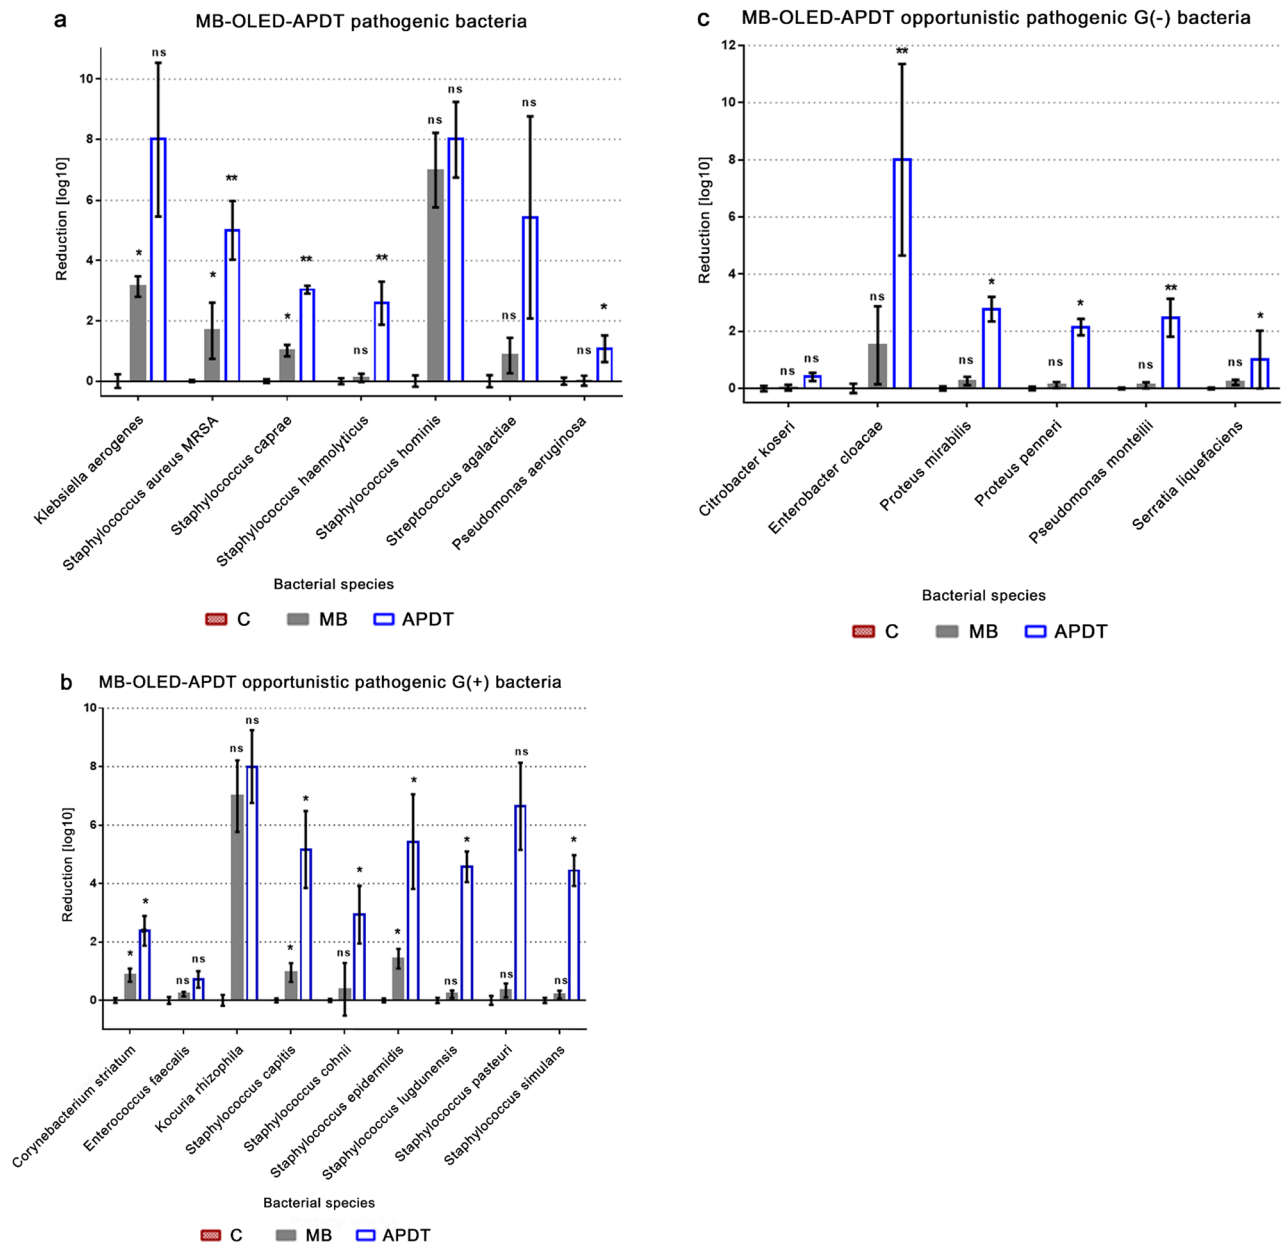 a MB-OLED-APDT pathogenic bacteria
Reduction [log10]
10
8
6
4
2
0
ns
*
*
**
*
**
ns
**
ns
ns
ns
ns
ns
*
Klebsiella aerogenes
Staphylococcus aureus MRSA
Staphylococcus caprae
Staphylococcus haemolyticus
Staphylococcus hominis
Streptococcus agalactiae
Pseudomonas aeruginosa
Bacterial species
C MB APDT
b MB-OLED-APDT opportunistic pathogenic G(+) bacteria
Reduction [log10]
10
8
6
4
2
0
*
*
ns
ns
ns
ns
*
*
ns
*
*
*
ns
*
ns
ns
ns
*
Corynebacterium striatum
Enterococcus faecalis
Kocuria rhizophila
Staphylococcus capitis
Staphylococcus cohnii
Staphylococcus epidermidis
Staphylococcus lugdunensis
Staphylococcus pasteuri
Staphylococcus simulans
Bacterial species
C MB APDT
c MB-OLED-APDT opportunistic pathogenic G(-) bacteria
Reduction [log10]
12
10
8
6
4
2
0
ns
ns
ns
**
ns
*
ns
*
ns
**
ns
*
Citrobacter koseri
Enterobacter cloacae
Proteus mirabilis
Proteus penneri
Pseudomonas monteilii
Serratia liquefaciens
Bacterial species
C MB APDT